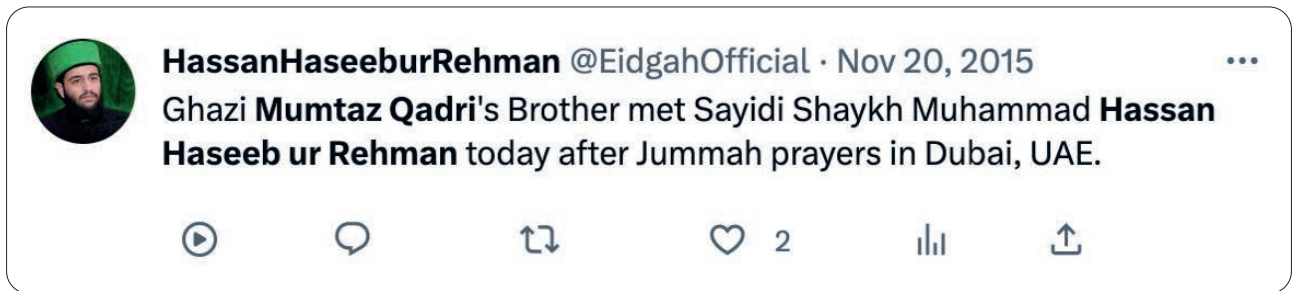 HassanHaseeburRehman @EidgahOfficial · Nov 20, 2015
Ghazi Mumtaz Qadri's Brother met Sayidi Shaykh Muhammad Hassan
Haseeb ur Rehman today after Jummah prayers in Dubai, UAE.
2